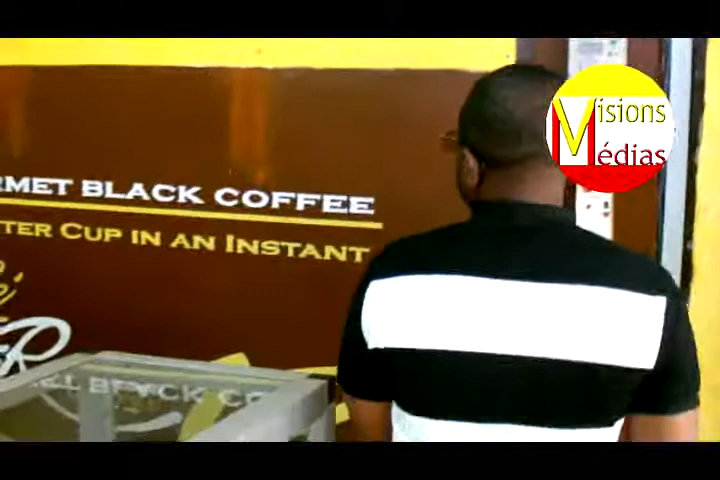 RMET BLACK COFFEE
TER CUP IN AN INSTANT
Visions
Médias